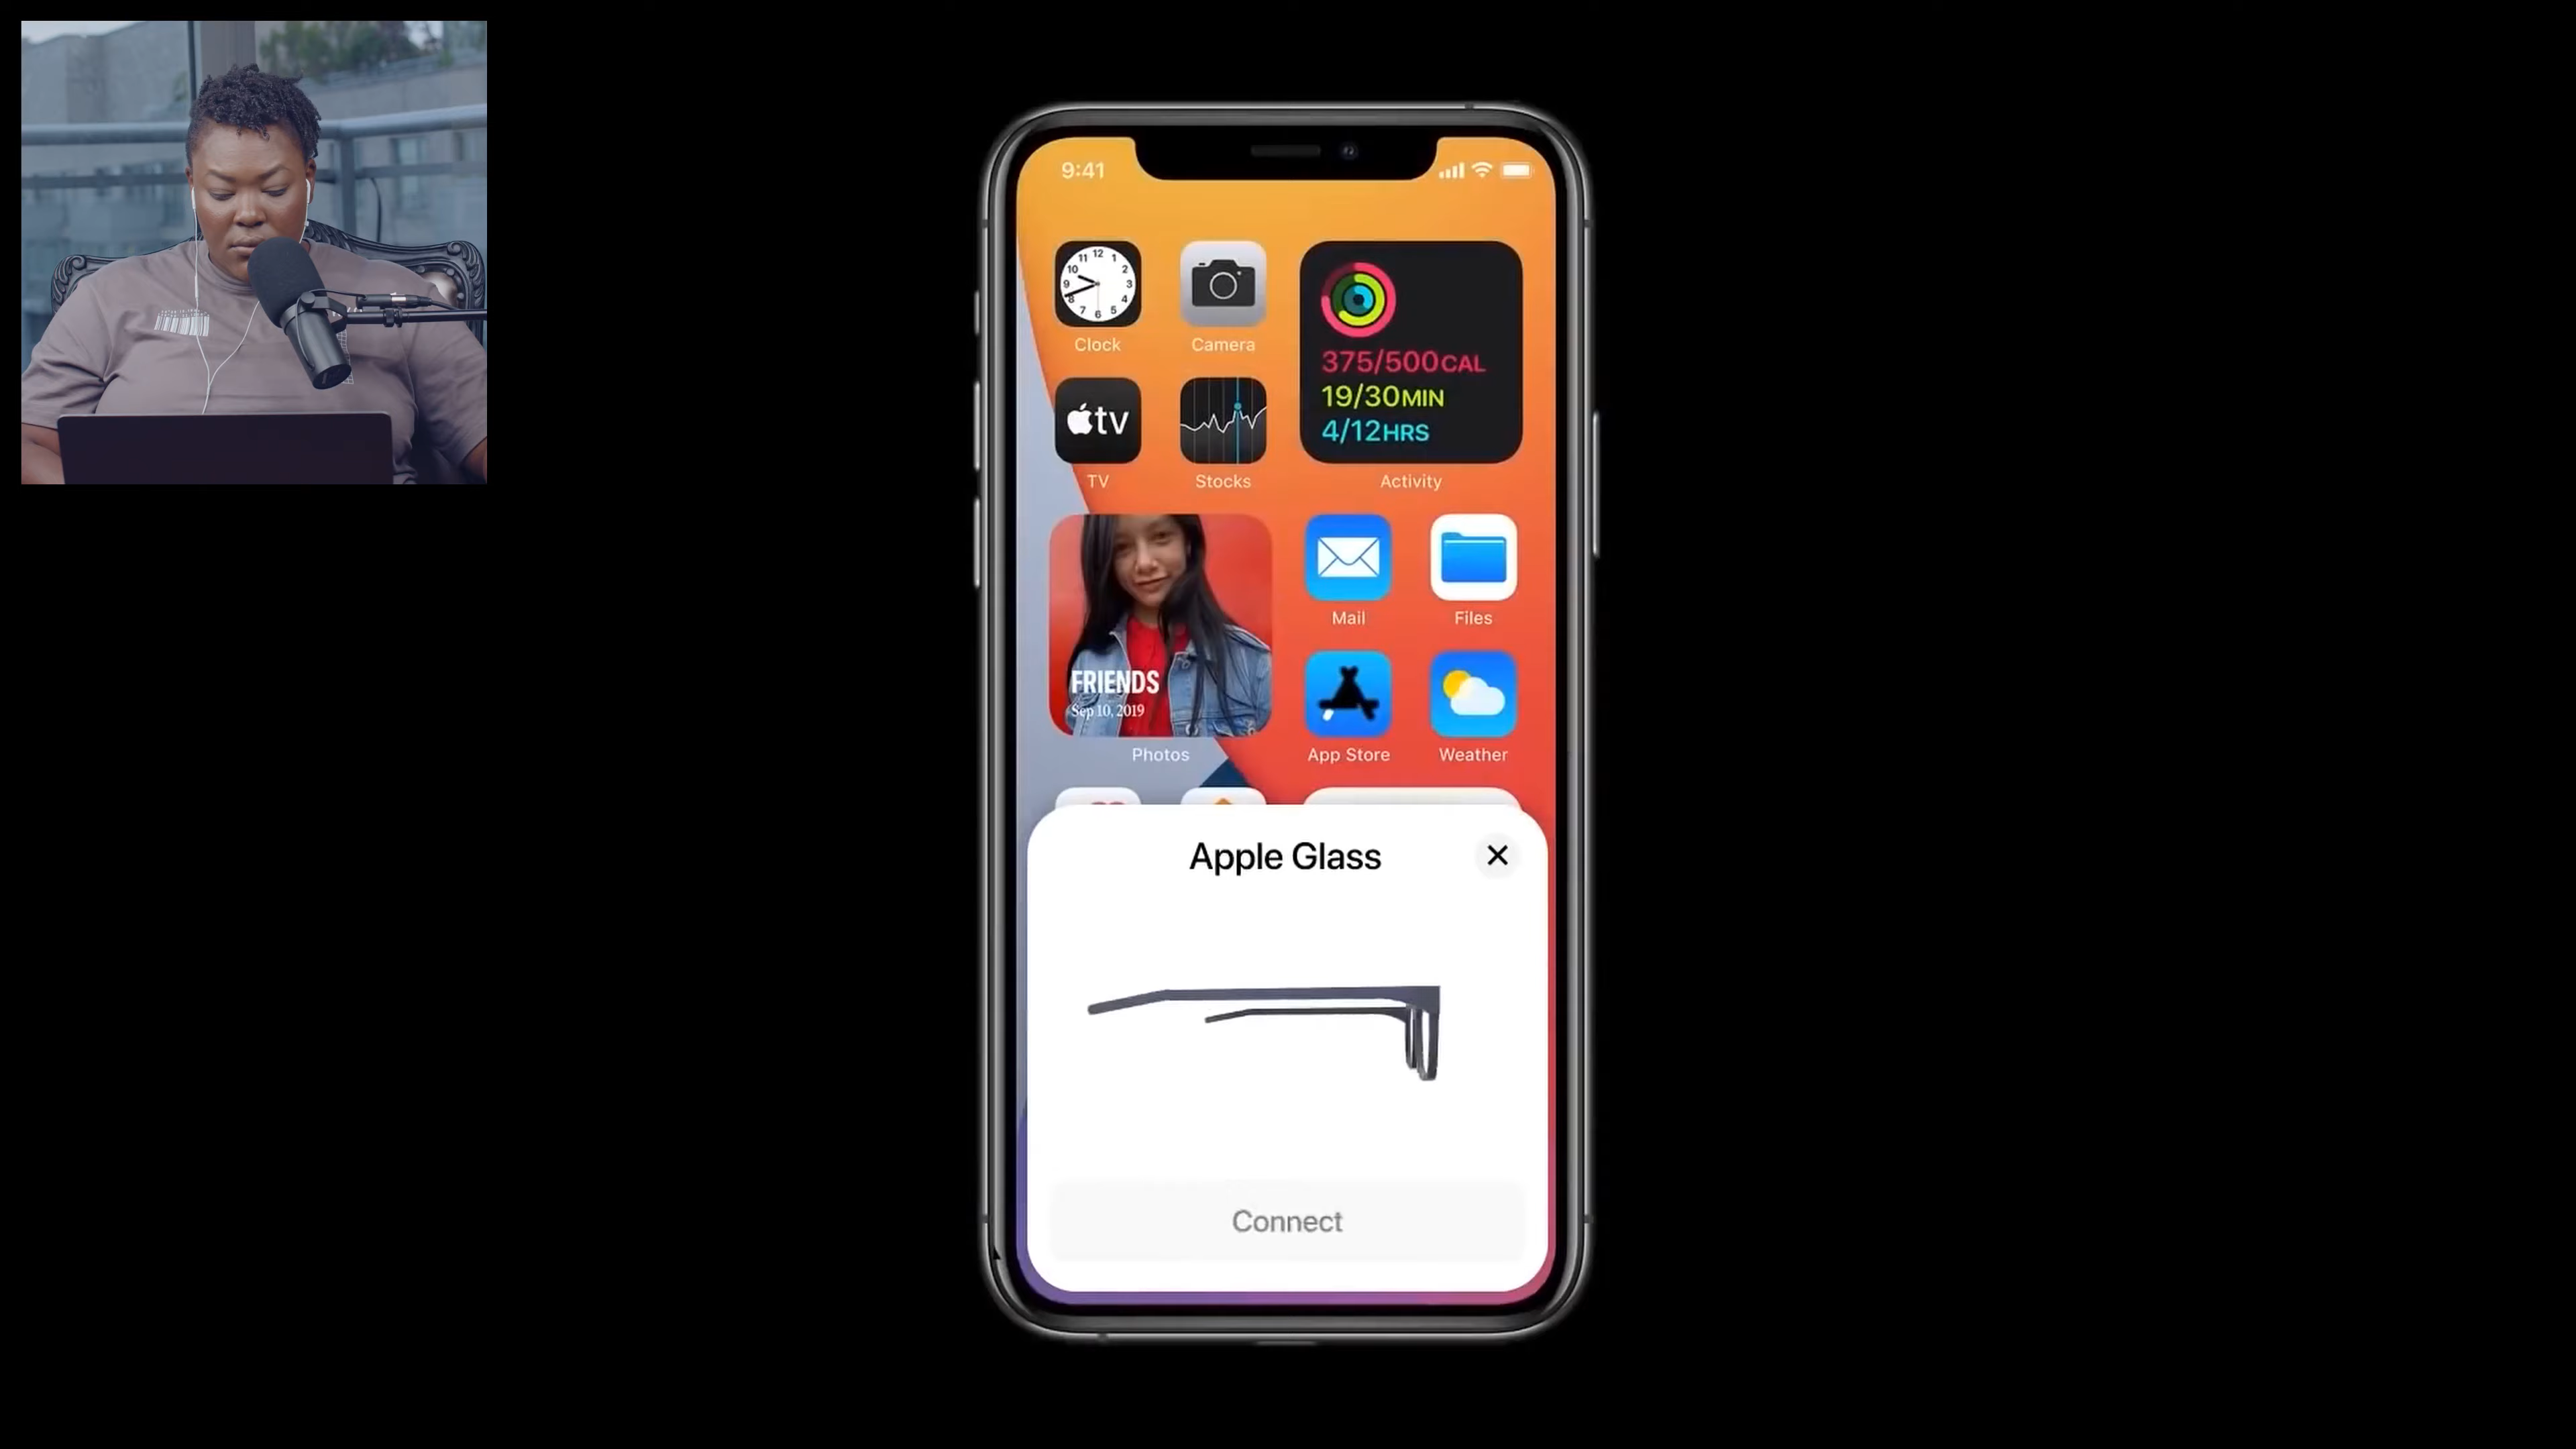 9:41
12
11 1
10 2
9 3
8 4
7 6 5
Clock
Camera
375/500CAL
19/30MIN
4/12HRS
tv
TV
Stocks
Activity
FRIENDS
Sep 10, 2019
Mail
Files
Photos
App Store
Weather
Apple Glass
Connect